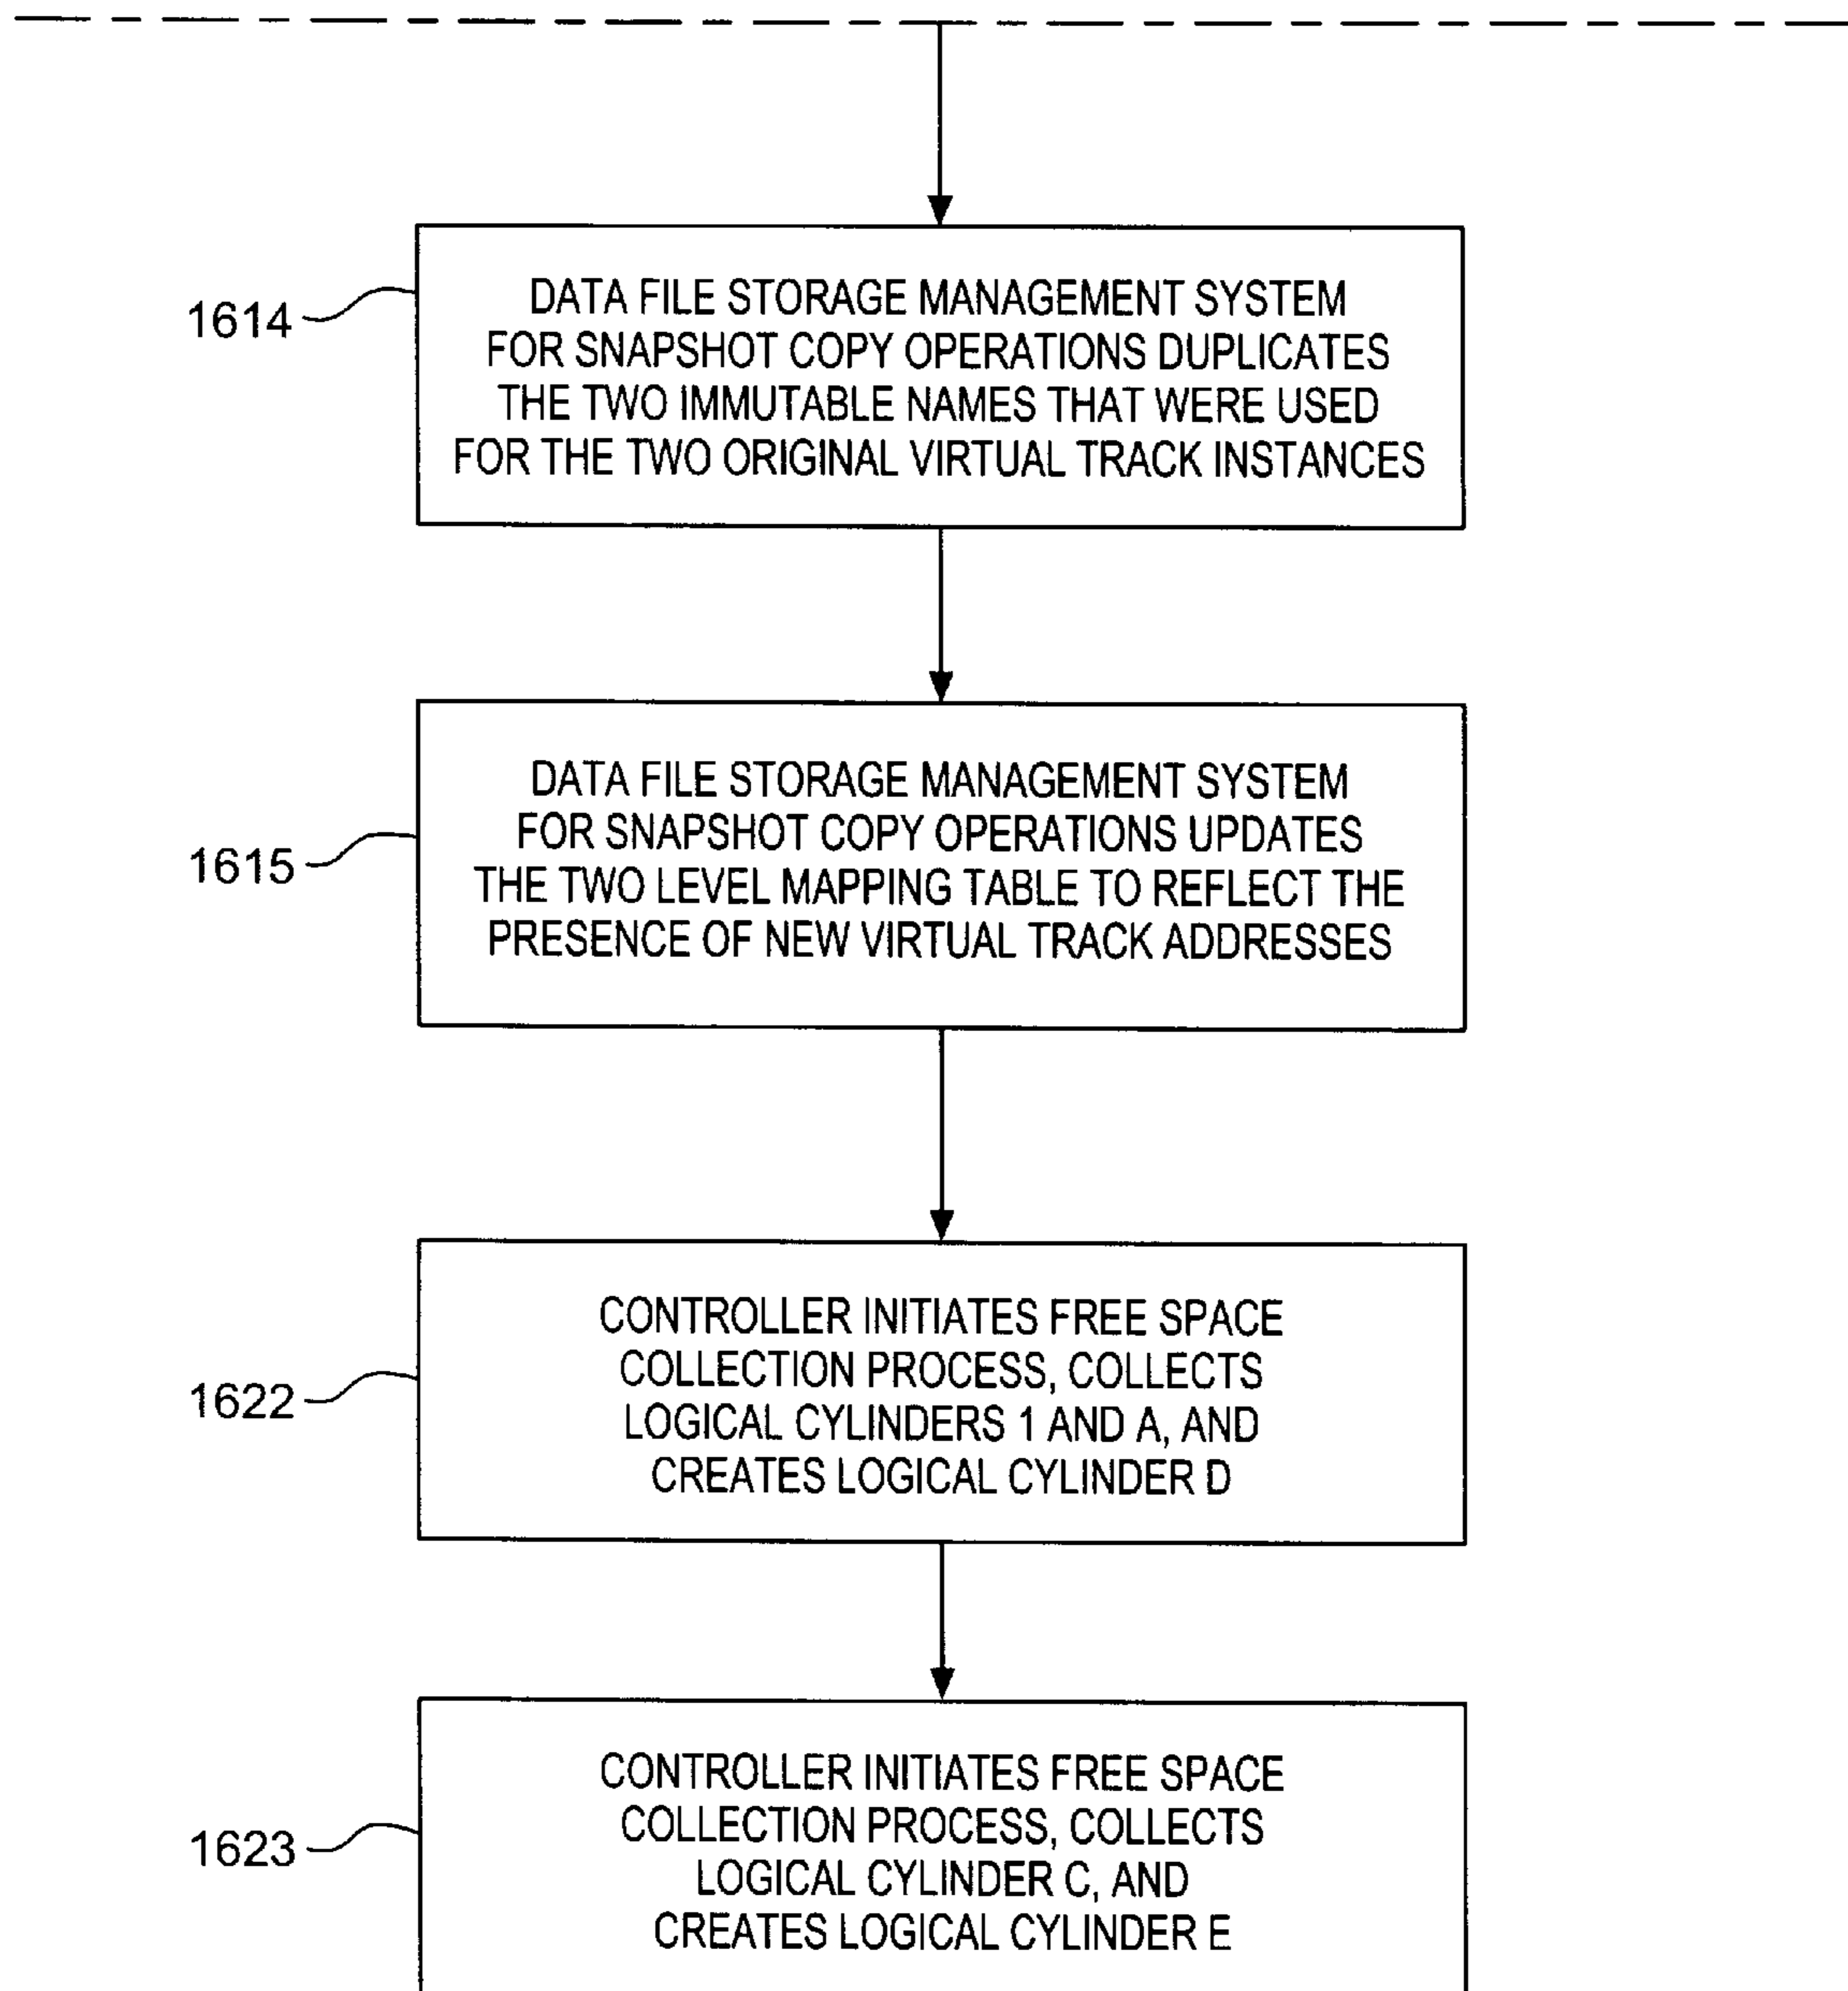 1614
DATA FILE STORAGE MANAGEMENT SYSTEM
FOR SNAPSHOT COPY OPERATIONS DUPLICATES
THE TWO IMMUTABLE NAMES THAT WERE USED
FOR THE TWO ORIGINAL VIRTUAL TRACK INSTANCES
1615
DATA FILE STORAGE MANAGEMENT SYSTEM
FOR SNAPSHOT COPY OPERATIONS UPDATES
THE TWO LEVEL MAPPING TABLE TO REFLECT THE
PRESENCE OF NEW VIRTUAL TRACK ADDRESSES
1622
CONTROLLER INITIATES FREE SPACE
COLLECTION PROCESS, COLLECTS
LOGICAL CYLINDERS 1 AND A, AND
CREATES LOGICAL CYLINDER D
1623
CONTROLLER INITIATES FREE SPACE
COLLECTION PROCESS, COLLECTS
LOGICAL CYLINDER C, AND
CREATES LOGICAL CYLINDER E